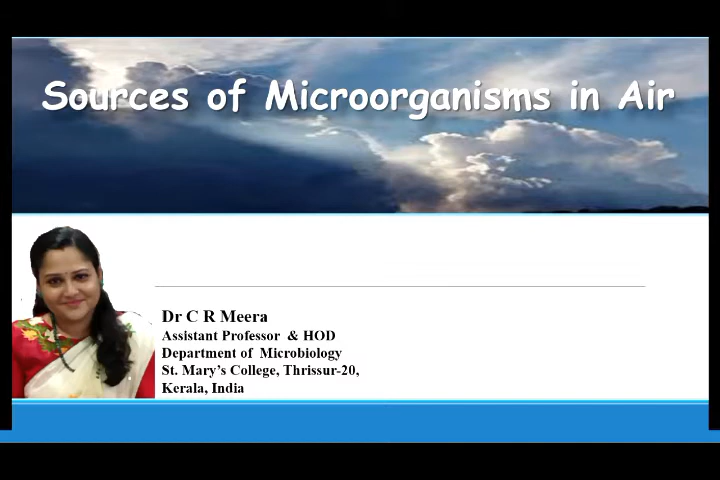 Sources of Microorganisms in Air
Dr C R Meera
Assistant Professor & HOD
Department of Microbiology
St. Mary's College, Thrissur-20,
Kerala, India